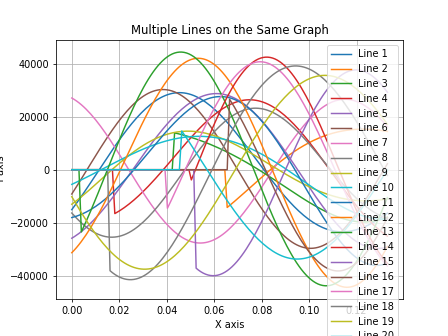 Multiple Lines on the Same Graph
40000
20000
0
−20000
−40000
axis
0.00
0.02
0.04
0.06
0.08
0.10
X axis
Line 1
Line 2
Line 3
Line 4
Line 5
Line 6
Line 7
Line 8
Line 9
Line 10
Line 11
Line 12
Line 13
Line 14
Line 15
Line 16
Line 17
Line 18
Line 19
Line 20